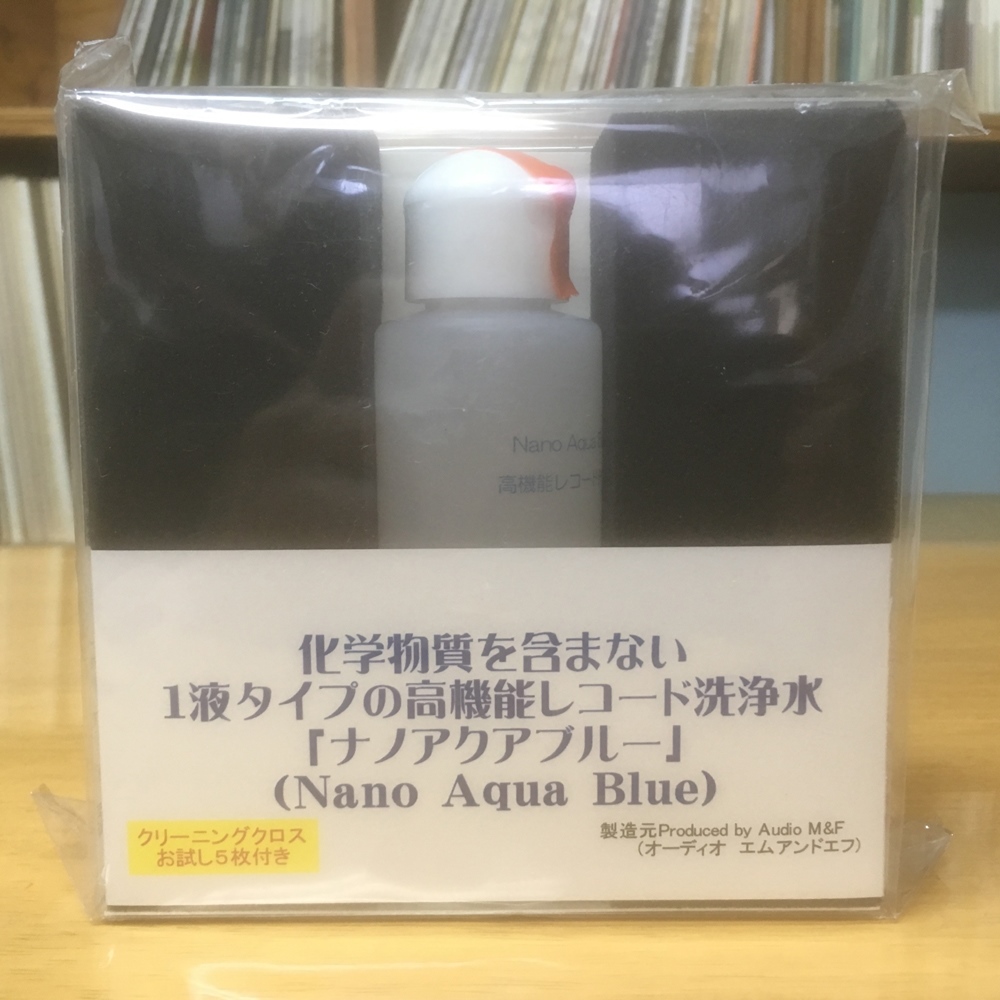 Nano Aqua
高機能レコード
化学物質を含まない
1液タイプの高機能レコード洗浄水
「ナノアクアブルー」
(Nano Aqua Blue)
クリーニングクロス
お試し5枚付き
製造元Produced by Audio M&F
(オーディオ エムアンドエフ)